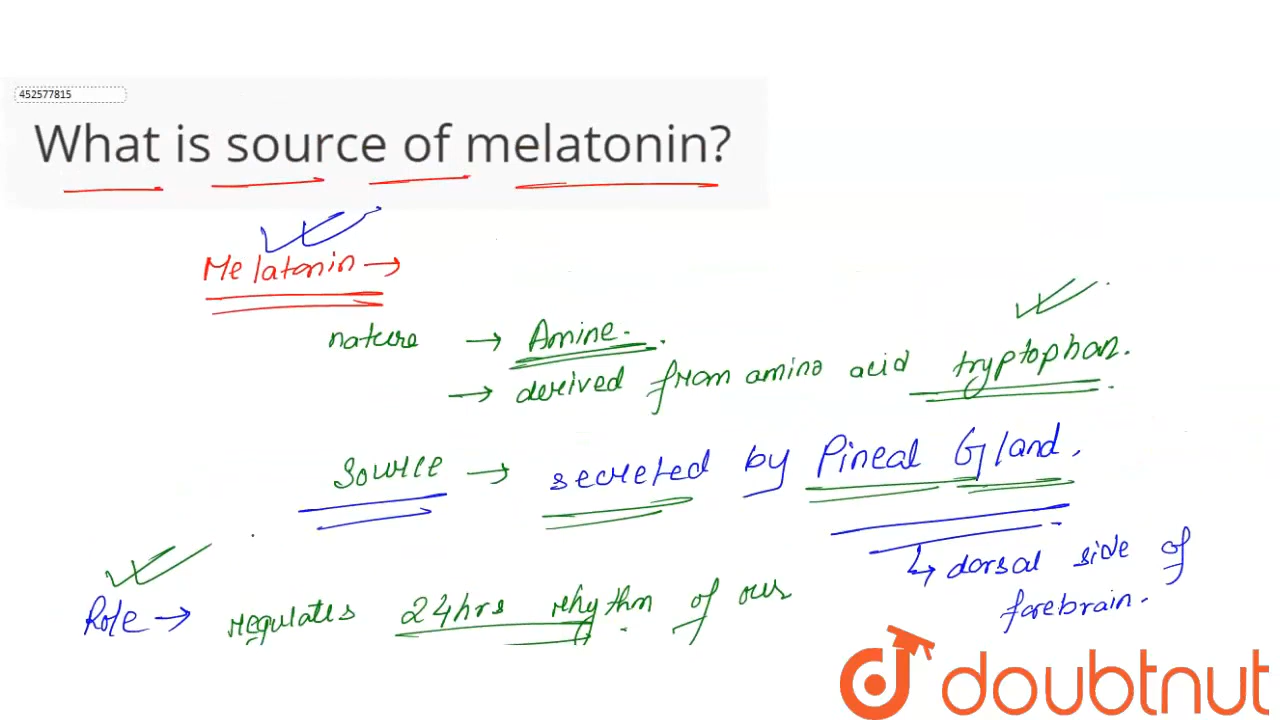 452577815
What is source of melatonin?
Melatonin →
nature → Amine.
→ derived from amino acid tryptophan.
Source → secreted by Pineal Gland,
↳ dorsal side of
forebrain.
Role → regulates 24hrs rhythm of our
doubtnut